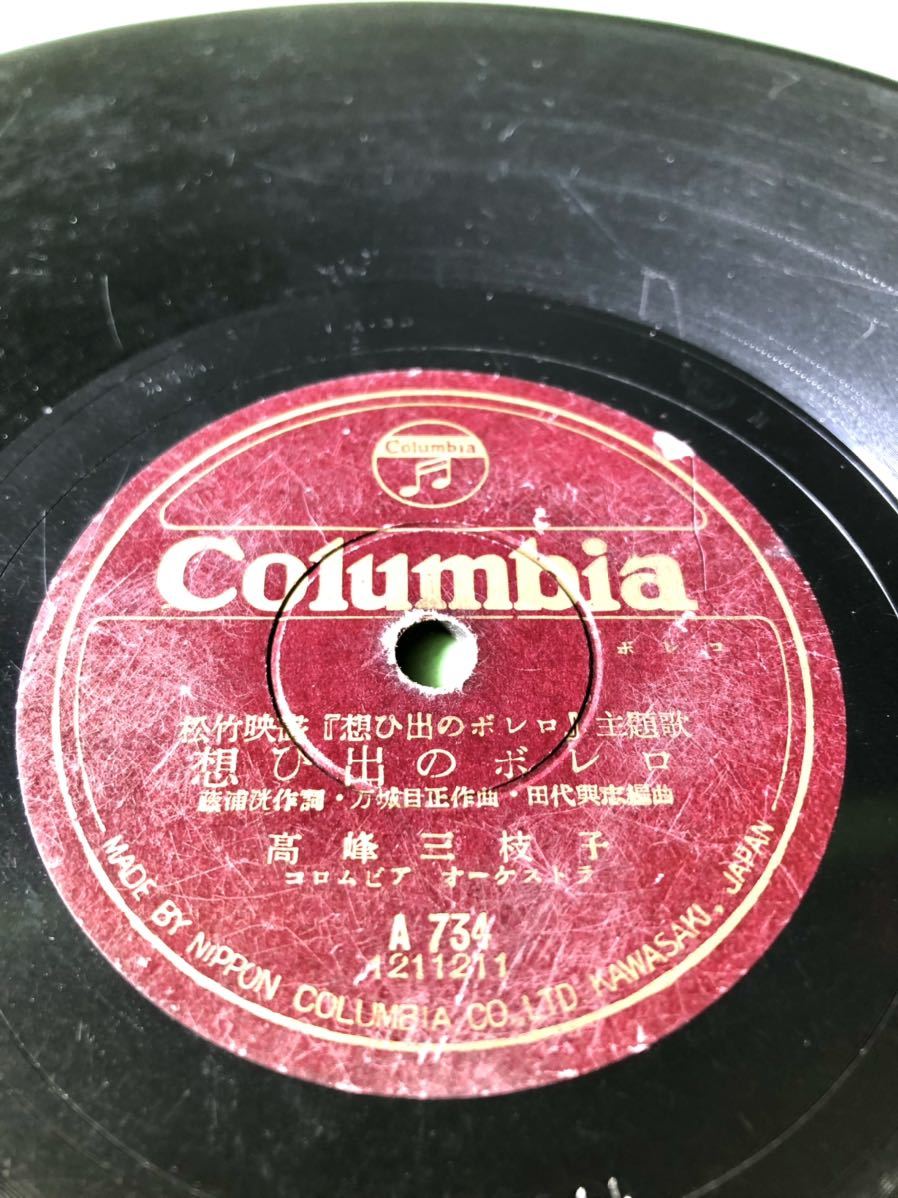 Columbia
Columbia
ボレロ
松竹映畫『想ひ出のボレロ』主題歌
想ひ出のボレロ
藤浦洸作詞・万城目正作曲・田代與志編曲
高峰三枝子
コロムビア オーケストラ
A 734
1211211
MADE BY NIPPON COLUMBIA CO., LTD KAWASAKI, JAPAN